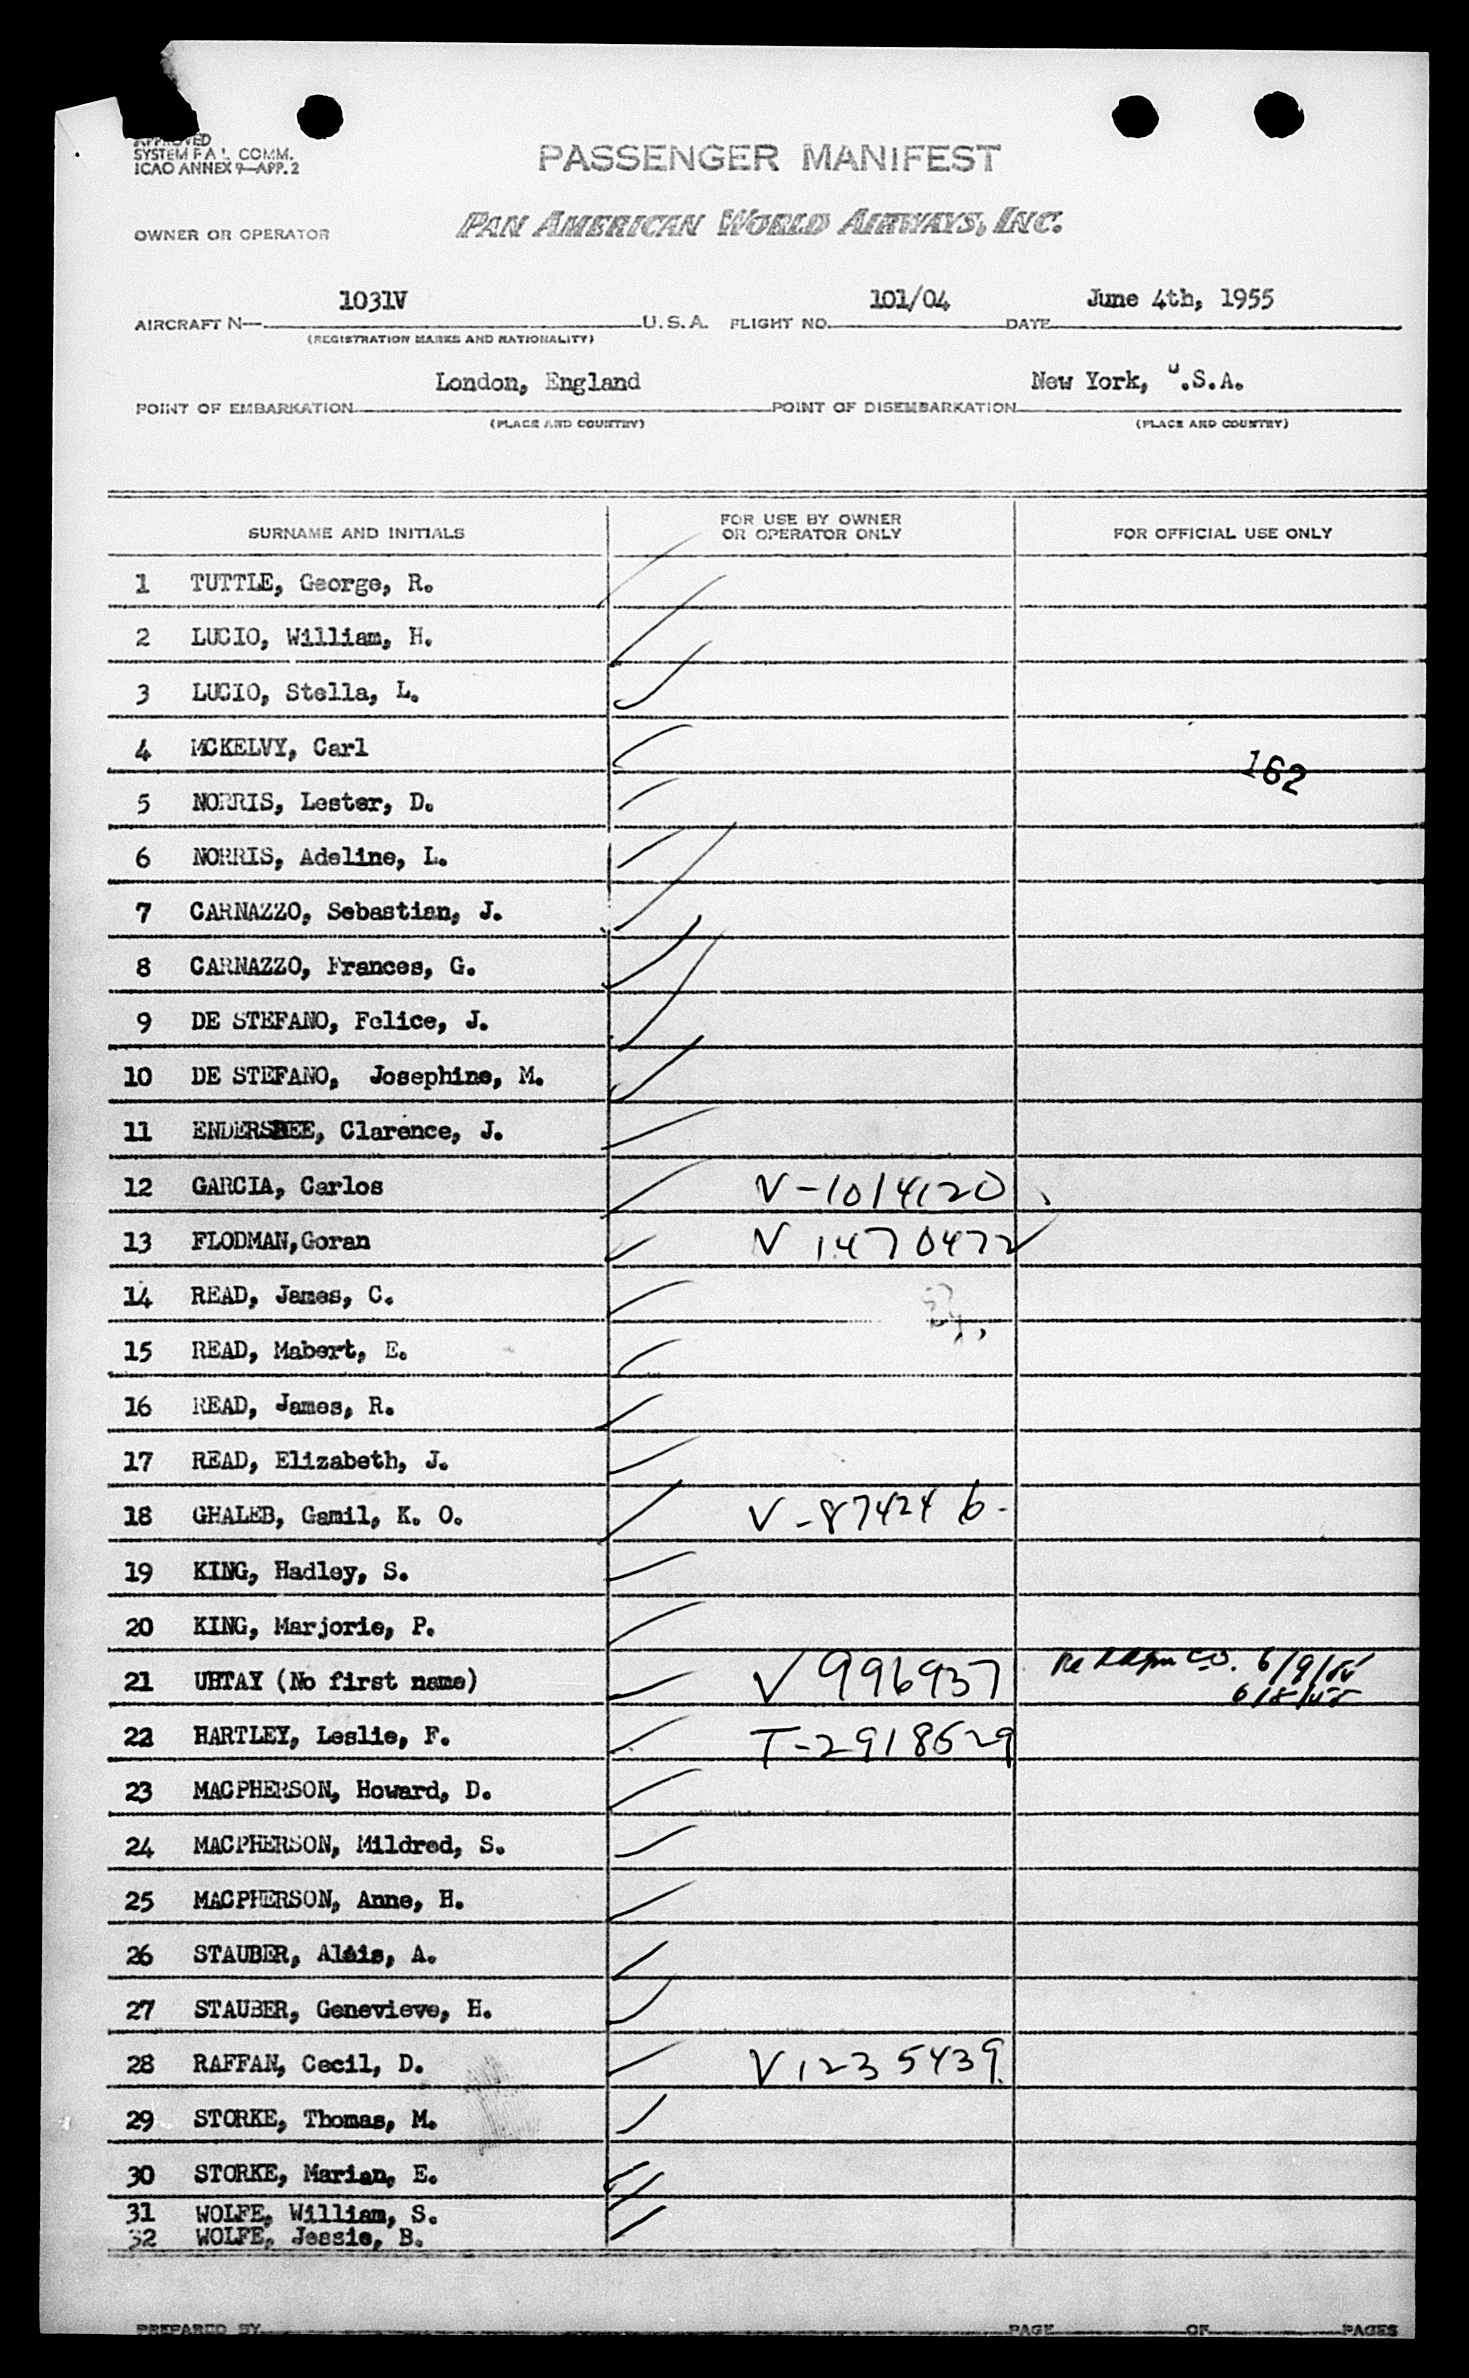 APPROVED
SYSTEM F A L COMM.
ICAO ANNEX 9—APP. 2
PASSENGER MANIFEST
OWNER OR OPERATOR
PAN AMERICAN WORLD AIRWAYS, INC.
1031V 101/04 June 4th, 1955
AIRCRAFT N— U. S. A. FLIGHT NO. DATE
(REGISTRATION MARKS AND NATIONALITY)
London, England New York, U.S.A.
POINT OF EMBARKATION POINT OF DISEMBARKATION
(PLACE AND COUNTRY) (PLACE AND COUNTRY)
SURNAME AND INITIALS FOR USE BY OWNER OR OPERATOR ONLY FOR OFFICIAL USE ONLY
1 TUTTLE, George, R.
2 LUCIO, William, H.
3 LUCIO, Stella, L.
4 MCKELVY, Carl
162
5 NORRIS, Lester, D.
6 NORRIS, Adeline, L.
7 CARNAZZO, Sebastian, J.
8 CARNAZZO, Frances, G.
9 DE STEFANO, Felice, J.
10 DE STEFANO, Josephine, M.
11 ENDERSBEE, Clarence, J.
12 GARCIA, Carlos V-1014120
13 FLODMAN,Goran V 1470472
14 READ, James, C.
15 READ, Mabert, E.
16 READ, James, R.
17 READ, Elizabeth, J.
18 GHALEB, Gamil, K. O. V-87424 6-
19 KING, Hadley, S.
20 KING, Marjorie, P.
21 UHTAY (No first name) V 996937
22 HARTLEY, Leslie, F. T-2918629
23 MACPHERSON, Howard, D.
24 MACPHERSON, Mildred, S.
25 MACPHERSON, Anne, H.
26 STAUBER, Alois, A.
27 STAUBER, Genevieve, H.
28 RAFFAN, Cecil, D. V1235439
29 STORKE, Thomas, M.
30 STORKE, Marian, E.
31 WOLFE, William, S.
32 WOLFE, Jessie, B.
PREPARED BY PAGE OF PAGES